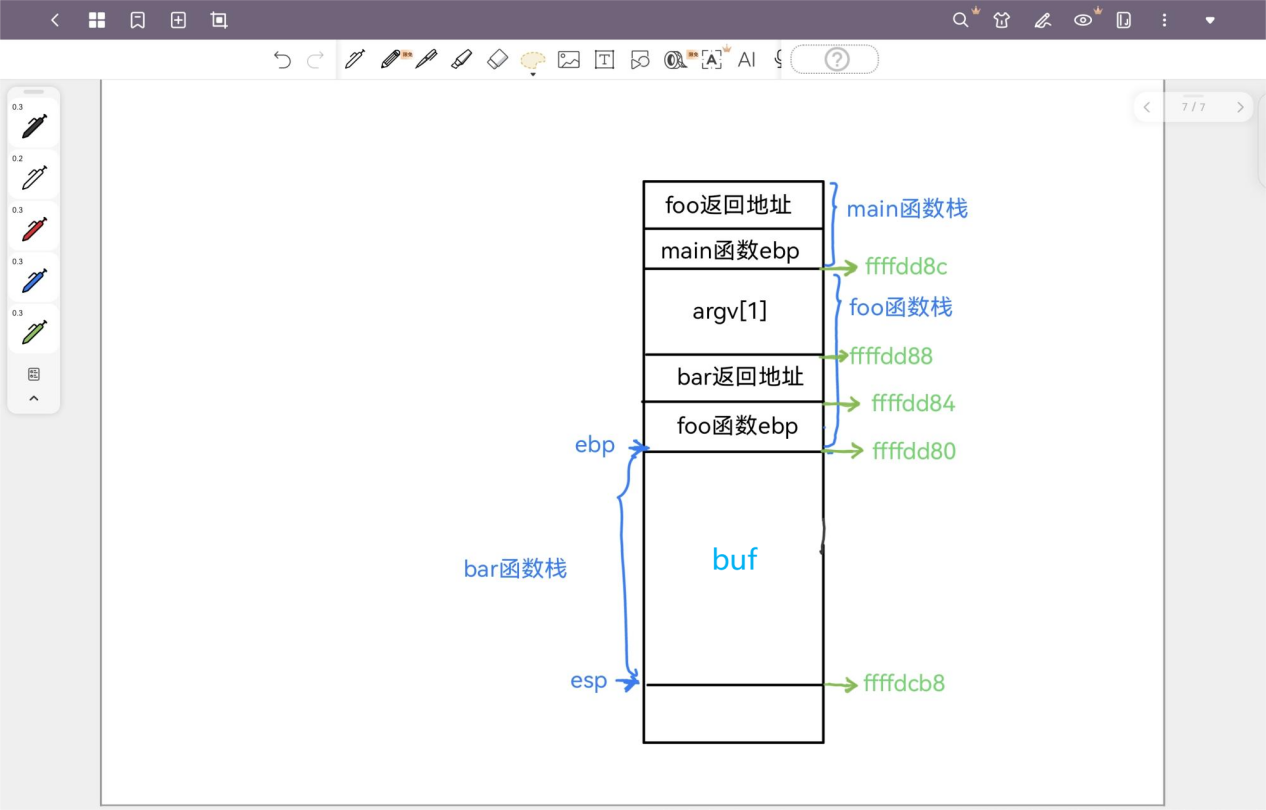 AI
7 / 7
0.3
0.2
0.3
0.3
0.3
foo返回地址
main函数栈
main函数ebp
ffffdd8c
argv[1]
foo函数栈
ffffdd88
bar返回地址
ffffdd84
foo函数ebp
ebp
ffffdd80
buf
bar函数栈
esp
ffffdcb8